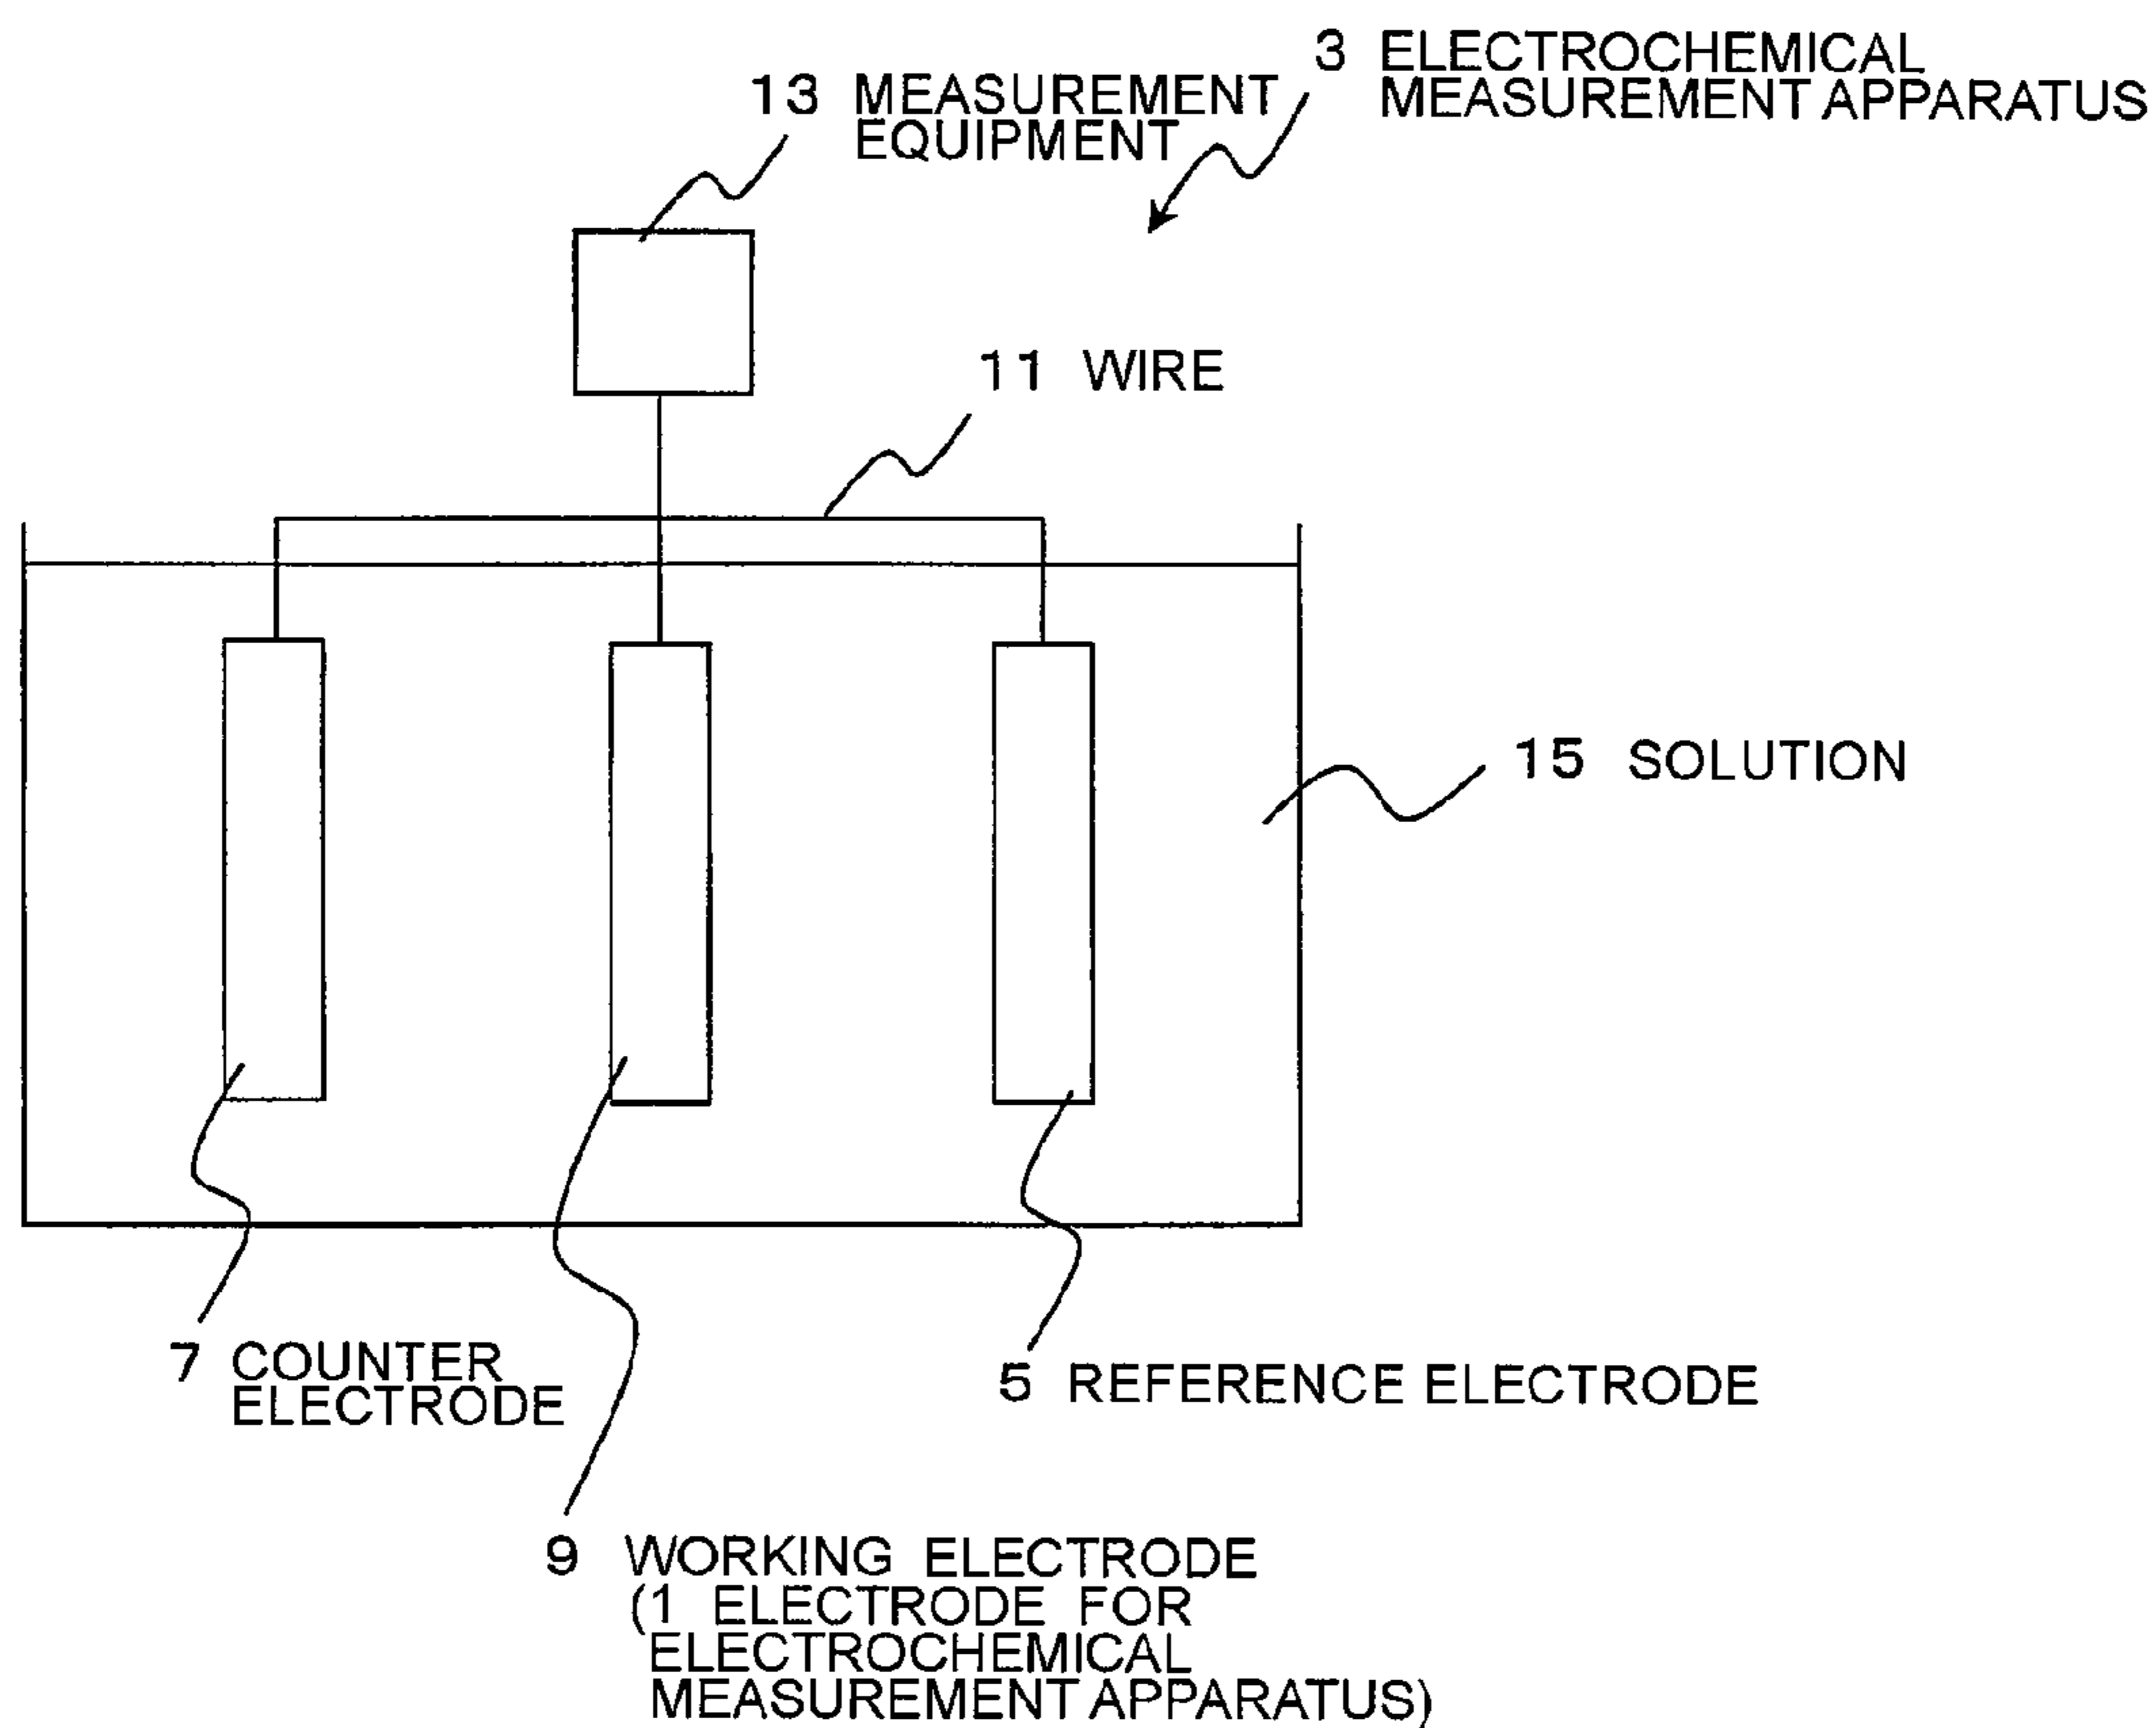 3 ELECTROCHEMICAL
MEASUREMENT APPARATUS
13 MEASUREMENT
EQUIPMENT
11 WIRE
15 SOLUTION
7 COUNTER
ELECTRODE
5 REFERENCE ELECTRODE
9 WORKING ELECTRODE
(1 ELECTRODE FOR
ELECTROCHEMICAL
MEASUREMENT APPARATUS)